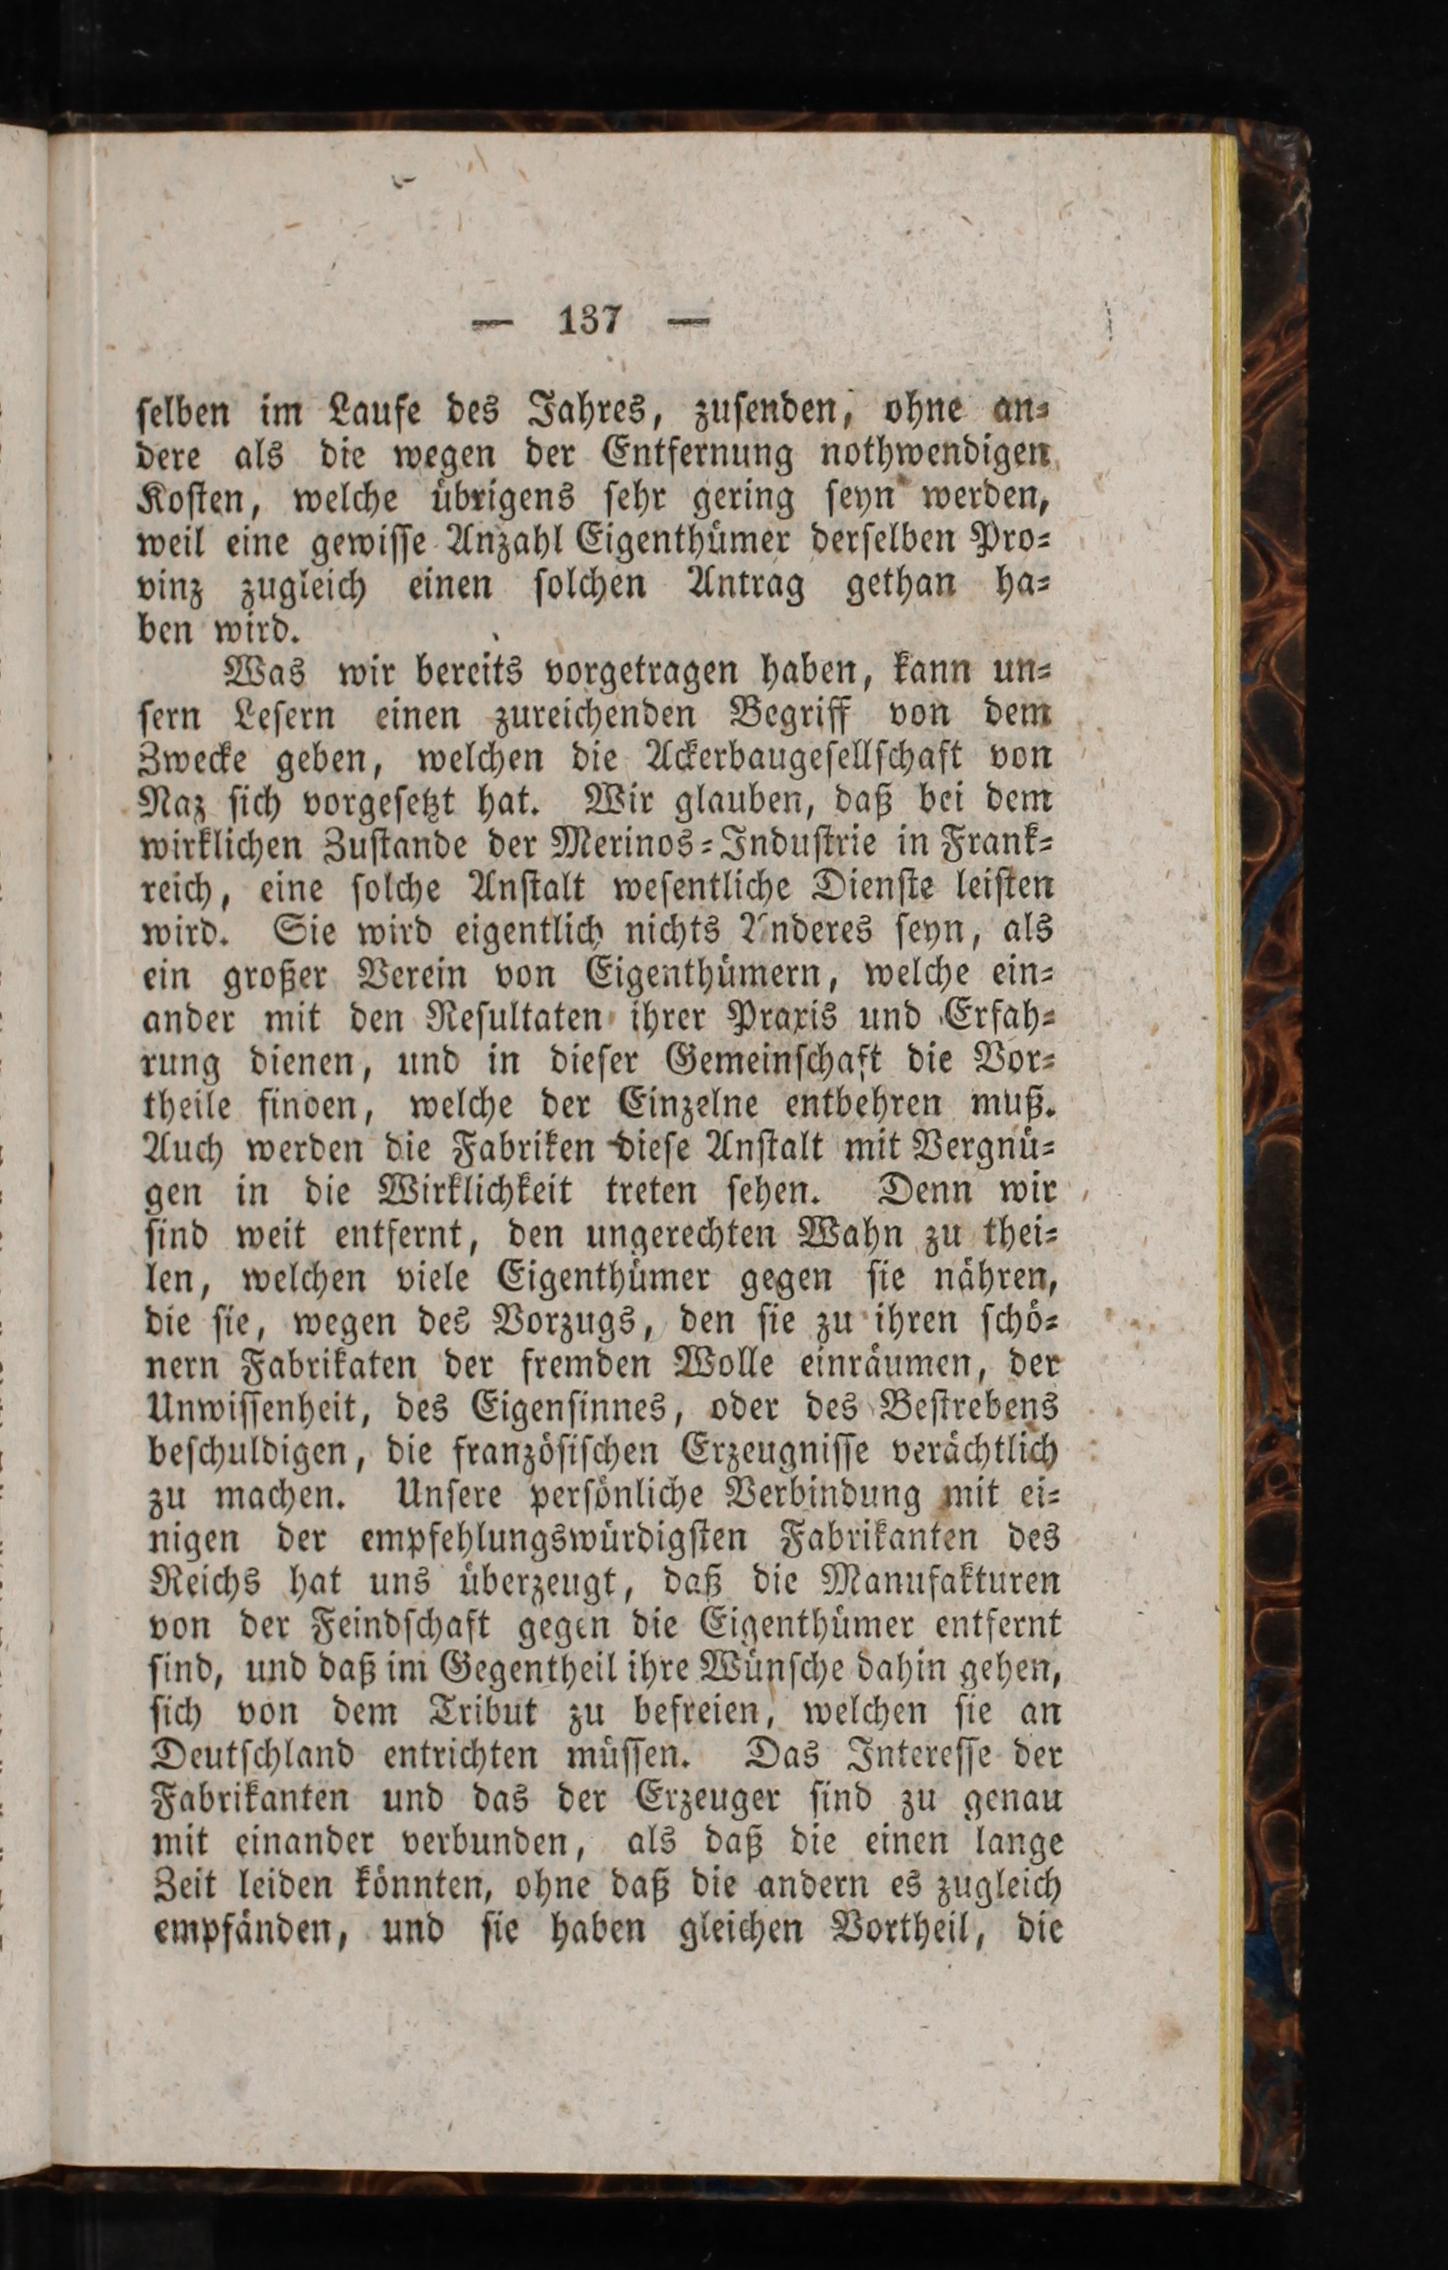 — 137 —
ſelben im Laufe des Jahres, zuſenden, ohne an⸗
dere als die wegen der Entfernung nothwendigen
Koſten, welche übrigens ſehr gering ſeyn werden,
weil eine gewiſſe Anzahl Eigenthümer derſelben Pro⸗
vinz zugleich einen ſolchen Antrag gethan ha⸗
ben wird.
Was wir bereits vorgetragen haben, kann un⸗
ſern Leſern einen zureichenden Begriff von dem
Zwecke geben, welchen die Ackerbaugeſellſchaft von
Naz ſich vorgeſetzt hat. Wir glauben, daß bei dem
wirklichen Zuſtande der Merinos⸗Induſtrie in Frank⸗
reich, eine ſolche Anſtalt weſentliche Dienſte leiſten
wird. Sie wird eigentlich nichts Anderes ſeyn, als
ein großer Verein von Eigenthümern, welche ein⸗
ander mit den Reſultaten ihrer Praxis und Erfah⸗
rung dienen, und in dieſer Gemeinſchaft die Vor⸗
theile finden, welche der Einzelne entbehren muß.
Auch werden die Fabriken dieſe Anſtalt mit Vergnü⸗
gen in die Wirklichkeit treten ſehen. Denn wir
ſind weit entfernt, den ungerechten Wahn zu thei⸗
len, welchen viele Eigenthümer gegen ſie nähren,
die ſie, wegen des Vorzugs, den ſie zu ihren ſchö⸗
nern Fabrikaten der fremden Wolle einräumen, der
Unwiſſenheit, des Eigenſinnes, oder des Beſtrebens
beſchuldigen, die franzöſiſchen Erzeugniſſe verächtlich
zu machen. Unſere perſönliche Verbindung mit ei⸗
nigen der empfehlungswürdigſten Fabrikanten des
Reichs hat uns überzeugt, daß die Manufakturen
von der Feindſchaft gegen die Eigenthümer entfernt
ſind, und daß im Gegentheil ihre Wünſche dahin gehen,
ſich von dem Tribut zu befreien, welchen ſie an
Deutſchland entrichten müſſen. Das Intereſſe der
Fabrikanten und das der Erzeuger ſind zu genau
mit einander verbunden, als daß die einen lange
Zeit leiden könnten, ohne daß die andern es zugleich
empfänden, und ſie haben gleichen Vortheil, die